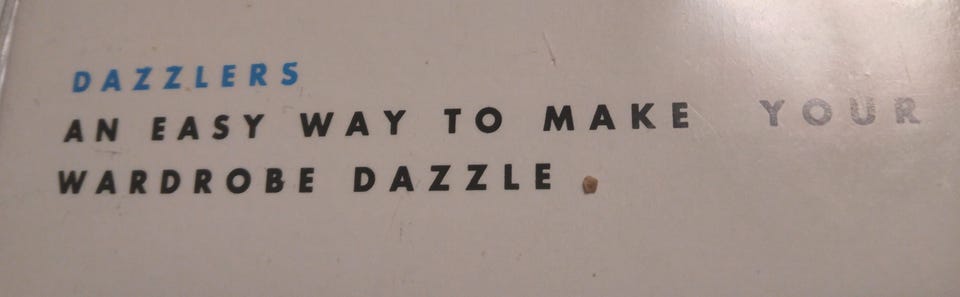 DAZZLERS
AN EASY WAY TO MAKE YOUR
WARDROBE DAZZLE.